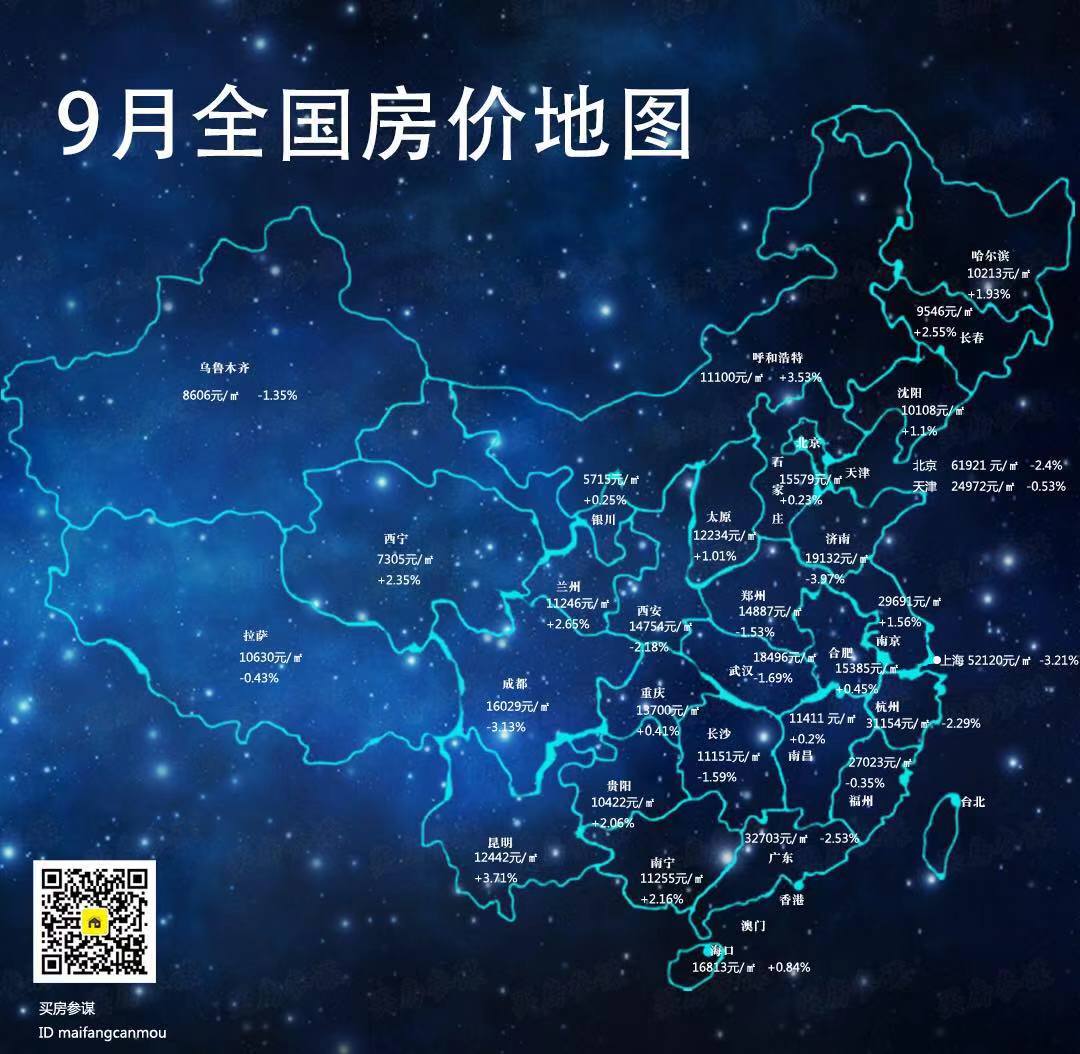 9月全国房价地图
哈尔滨
10213元/㎡
+1.93%
9546元/㎡
+2.55%
长春
呼和浩特
11100元/㎡ +3.53%
乌鲁木齐
8606元/㎡ -1.35%
沈阳
10108元/㎡
+1.1%
北京
北京 61921 元/㎡ -2.4%
天津
天津 24972元/㎡ -0.53%
石
家
庄
15579元/㎡
+0.23%
5715元/㎡
+0.25%
银川
太原
12234元/㎡
+1.01%
济南
19132元/㎡
-3.97%
西宁
7305元/㎡
+2.35%
兰州
11246元/㎡
+2.65%
西安
14754元/㎡
-2.18%
郑州
14887元/㎡
-1.53%
29691元/㎡
+1.56%
南京
拉萨
10630元/㎡
-0.43%
合肥
15385元/㎡
+0.45%
上海 52120元/㎡ -3.21%
18496元/㎡
武汉 -1.69%
成都
16029元/㎡
-3.13%
重庆
13700元/㎡
+0.41%
杭州
31154元/㎡ -2.29%
11411 元/㎡
+0.2%
南昌
长沙
11151元/㎡
-1.59%
27023元/㎡
-0.35%
福州
贵阳
10422元/㎡
+2.06%
台北
32703元/㎡ -2.53%
广东
昆明
12442元/㎡
+3.71%
南宁
11255元/㎡
+2.16%
香港
澳门
海口
16813元/㎡ +0.84%
买房参谋
ID maifangcanmou